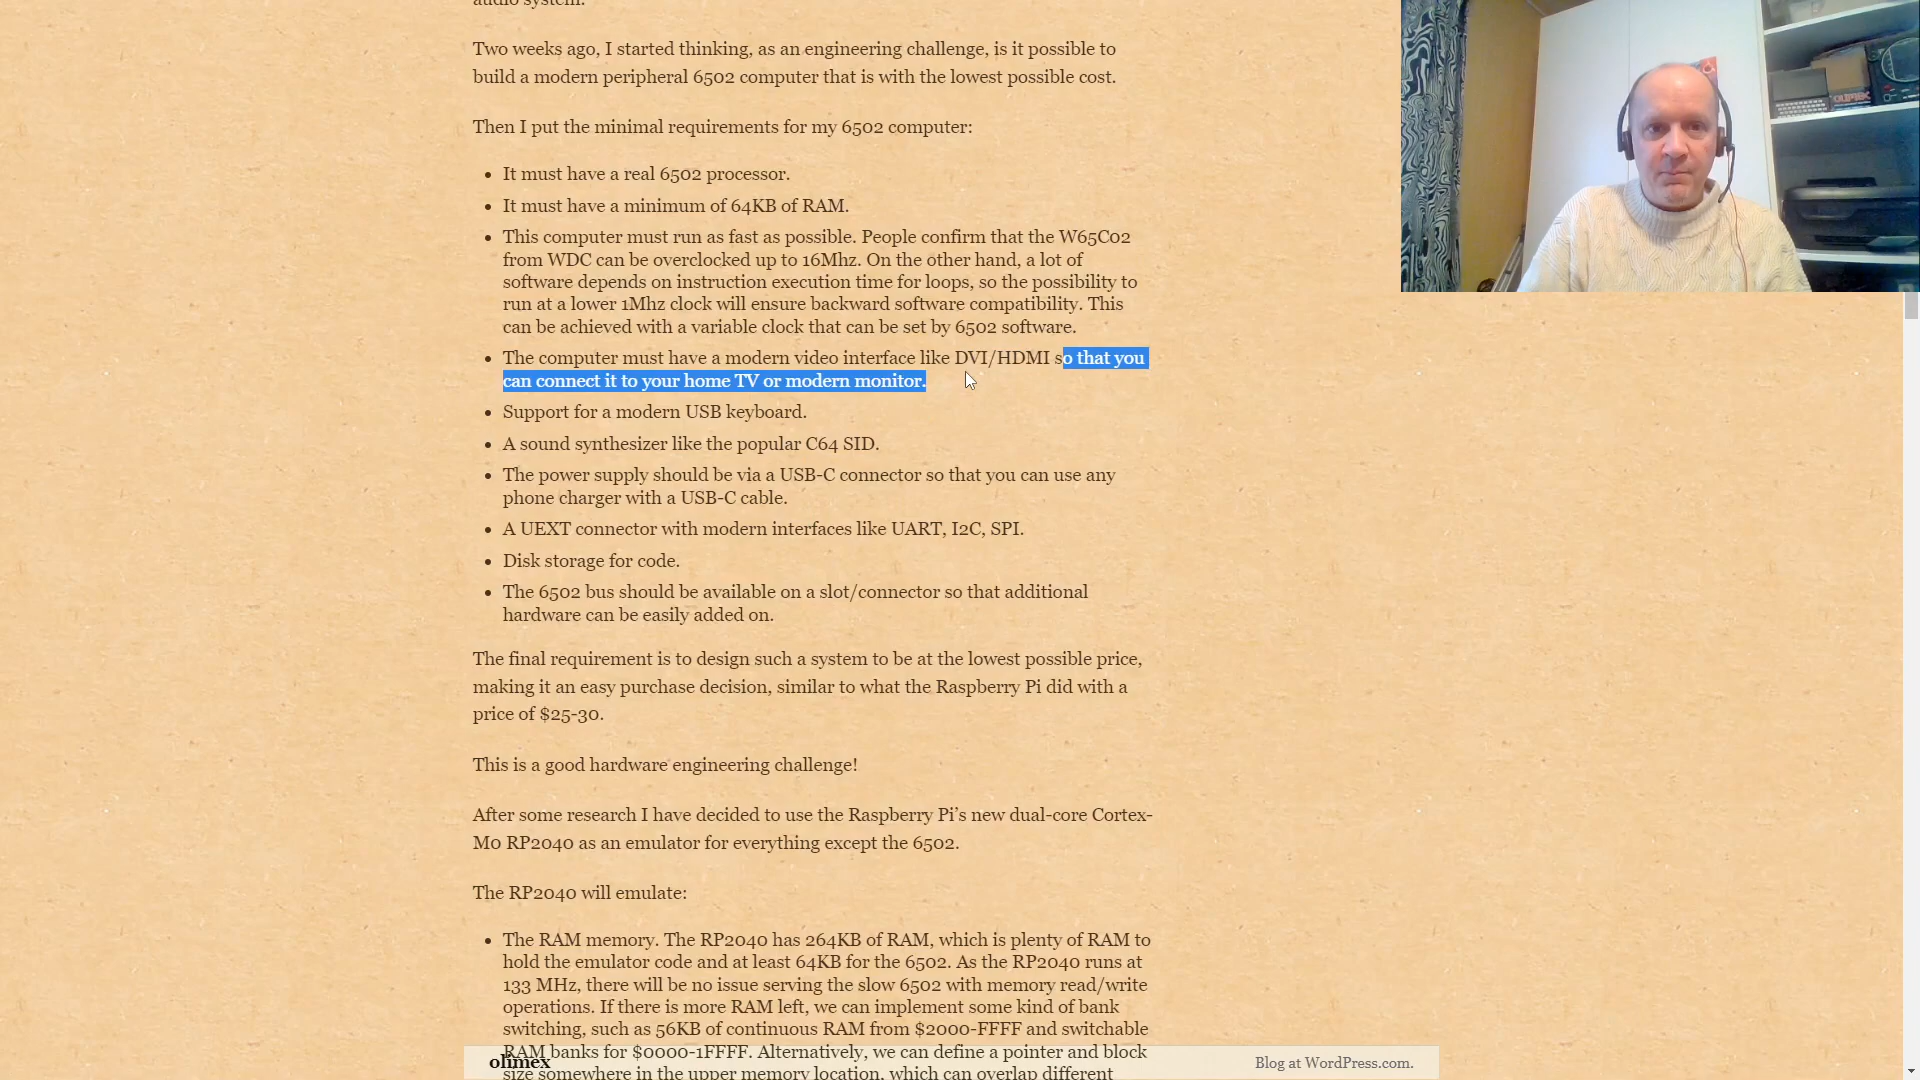 audio system.
Two weeks ago, I started thinking, as an engineering challenge, is it possible to
build a modern peripheral 6502 computer that is with the lowest possible cost.
Then I put the minimal requirements for my 6502 computer:
It must have a real 6502 processor.
It must have a minimum of 64KB of RAM.
This computer must run as fast as possible. People confirm that the W65C02
from WDC can be overclocked up to 16Mhz. On the other hand, a lot of
software depends on instruction execution time for loops, so the possibility to
run at a lower 1Mhz clock will ensure backward software compatibility. This
can be achieved with a variable clock that can be set by 6502 software.
The computer must have a modern video interface like DVI/HDMI so that you
can connect it to your home TV or modern monitor.
Support for a modern USB keyboard.
A sound synthesizer like the popular C64 SID.
The power supply should be via a USB-C connector so that you can use any
phone charger with a USB-C cable.
A UEXT connector with modern interfaces like UART, I2C, SPI.
Disk storage for code.
The 6502 bus should be available on a slot/connector so that additional
hardware can be easily added on.
The final requirement is to design such a system to be at the lowest possible price,
making it an easy purchase decision, similar to what the Raspberry Pi did with a
price of $25-30.
This is a good hardware engineering challenge!
After some research I have decided to use the Raspberry Pi’s new dual-core Cortex-
M0 RP2040 as an emulator for everything except the 6502.
The RP2040 will emulate:
The RAM memory. The RP2040 has 264KB of RAM, which is plenty of RAM to
hold the emulator code and at least 64KB for the 6502. As the RP2040 runs at
133 MHz, there will be no issue serving the slow 6502 with memory read/write
operations. If there is more RAM left, we can implement some kind of bank
switching, such as 56KB of continuous RAM from $2000-FFFF and switchable
RAM banks for $0000-1FFFF. Alternatively, we can define a pointer and block
size somewhere in the upper memory location, which can overlap different
olimex
Blog at WordPress.com.